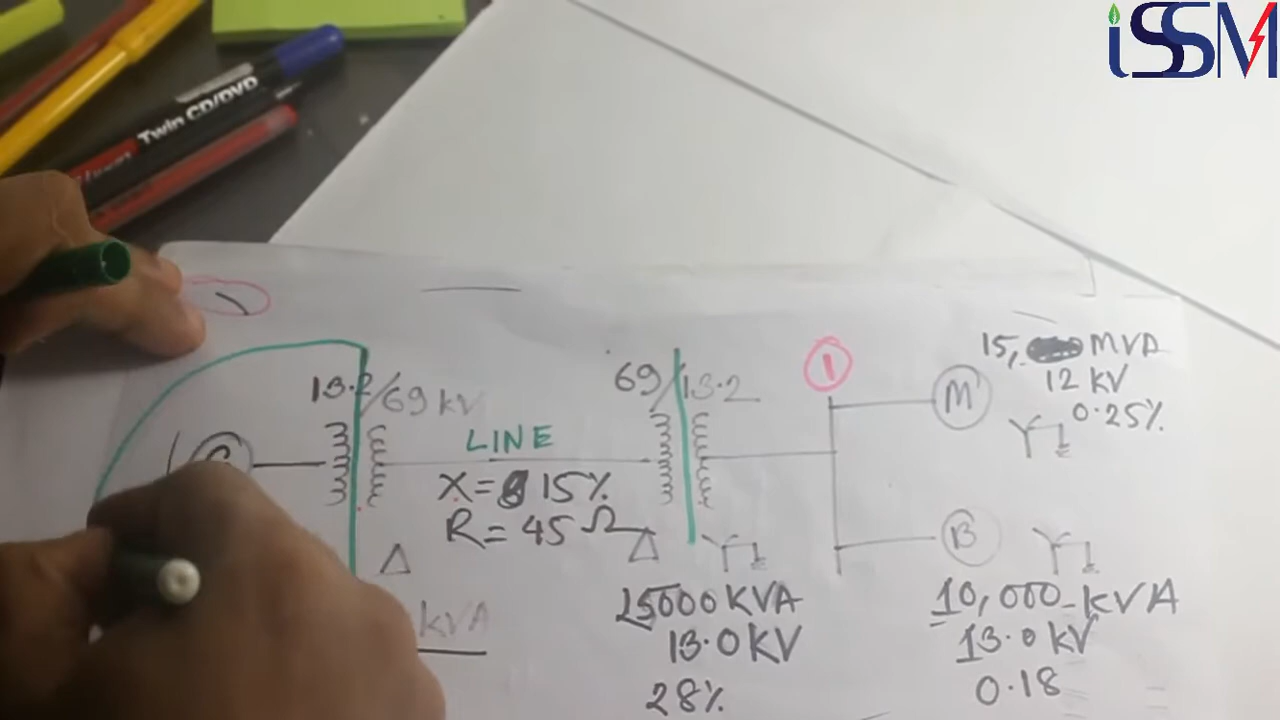 iSSM
Twin CD/DVD
13.2/69 kV
69/13.2
1
15, MVA
12 kV
0.25%
M
LINE
X= 15%
R= 45 Ω
Δ
Δ
B
kVA
25000 KVA
13.0 KV
28%
10,000 KVA
13.0 KV
0.18